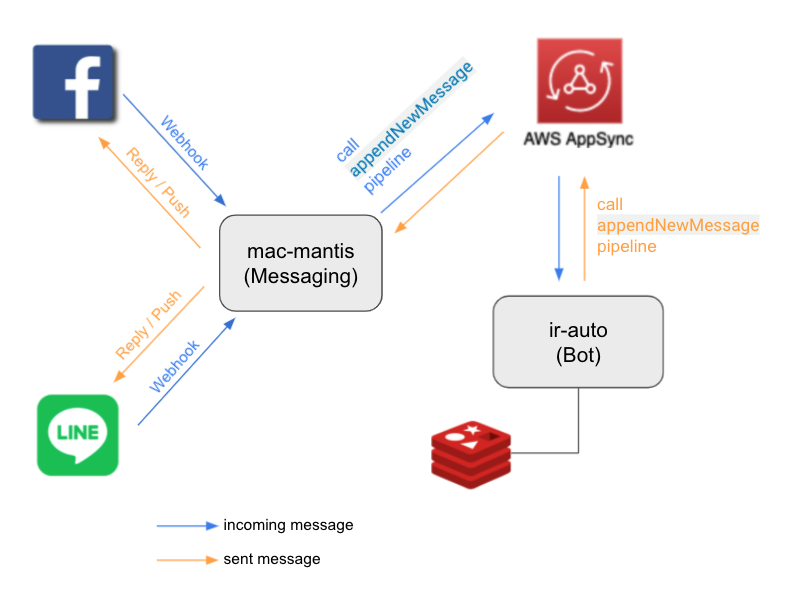 f
call
appendNewMessage
pipeline
AWS AppSync
Webhook
Reply / Push
call
appendNewMessage
pipeline
mac-mantis
(Messaging)
Reply / Push
Webhook
ir-auto
(Bot)
LINE
incoming message
sent message